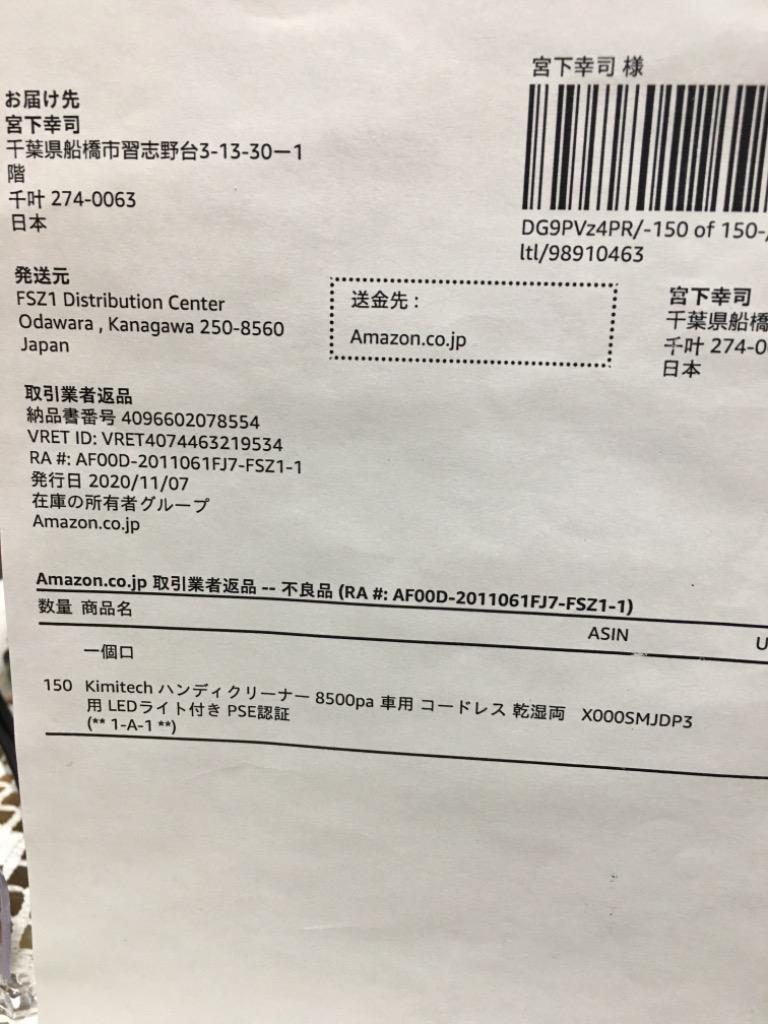 宮下幸司 様
DG9PVz4PR/-150 of 150-/
ltl/98910463
お届け先
宮下幸司
千葉県船橋市習志野台3-13-30ー1
階
千叶 274-0063
日本
発送元
FSZ1 Distribution Center
Odawara , Kanagawa 250-8560
Japan
送金先 :
Amazon.co.jp
宮下幸司
千葉県船橋
千叶 274-0
日本
取引業者返品
納品書番号 4096602078554
VRET ID: VRET4074463219534
RA #: AF00D-2011061FJ7-FSZ1-1
発行日 2020/11/07
在庫の所有者グループ
Amazon.co.jp
Amazon.co.jp 取引業者返品 -- 不良品 (RA #: AF00D-2011061FJ7-FSZ1-1)
数量 商品名 ASIN U
一個口
150 Kimitech ハンディクリーナー 8500pa 車用 コードレス 乾湿両 X000SMJDP3
用 LEDライト付き PSE認証
(** 1-A-1 **)